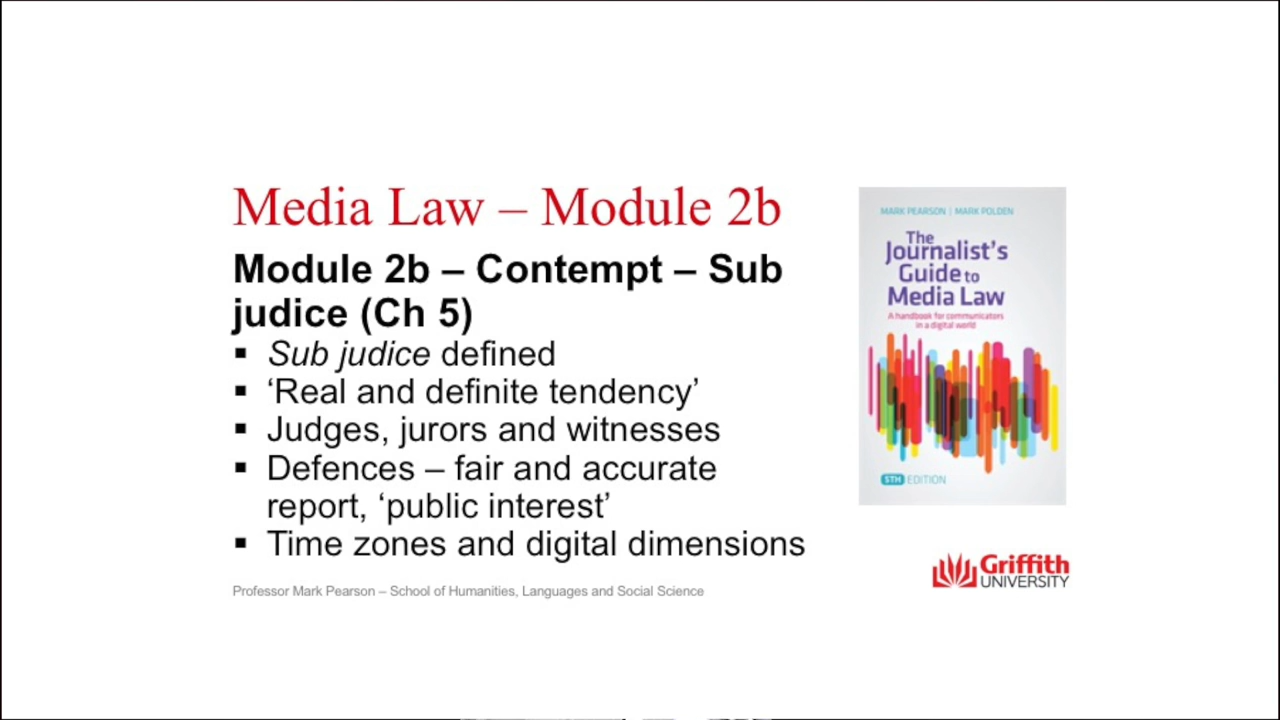 Media Law – Module 2b
Module 2b – Contempt – Sub
judice (Ch 5)
▪ Sub judice defined
▪ ‘Real and definite tendency’
▪ Judges, jurors and witnesses
▪ Defences – fair and accurate
report, ‘public interest’
▪ Time zones and digital dimensions
Professor Mark Pearson – School of Humanities, Languages and Social Science
MARK PEARSON | MARK POLDEN
The
Journalist's
Guide to
Media Law
A handbook for communicators
in a digital world
5TH EDITION
Griffith
UNIVERSITY